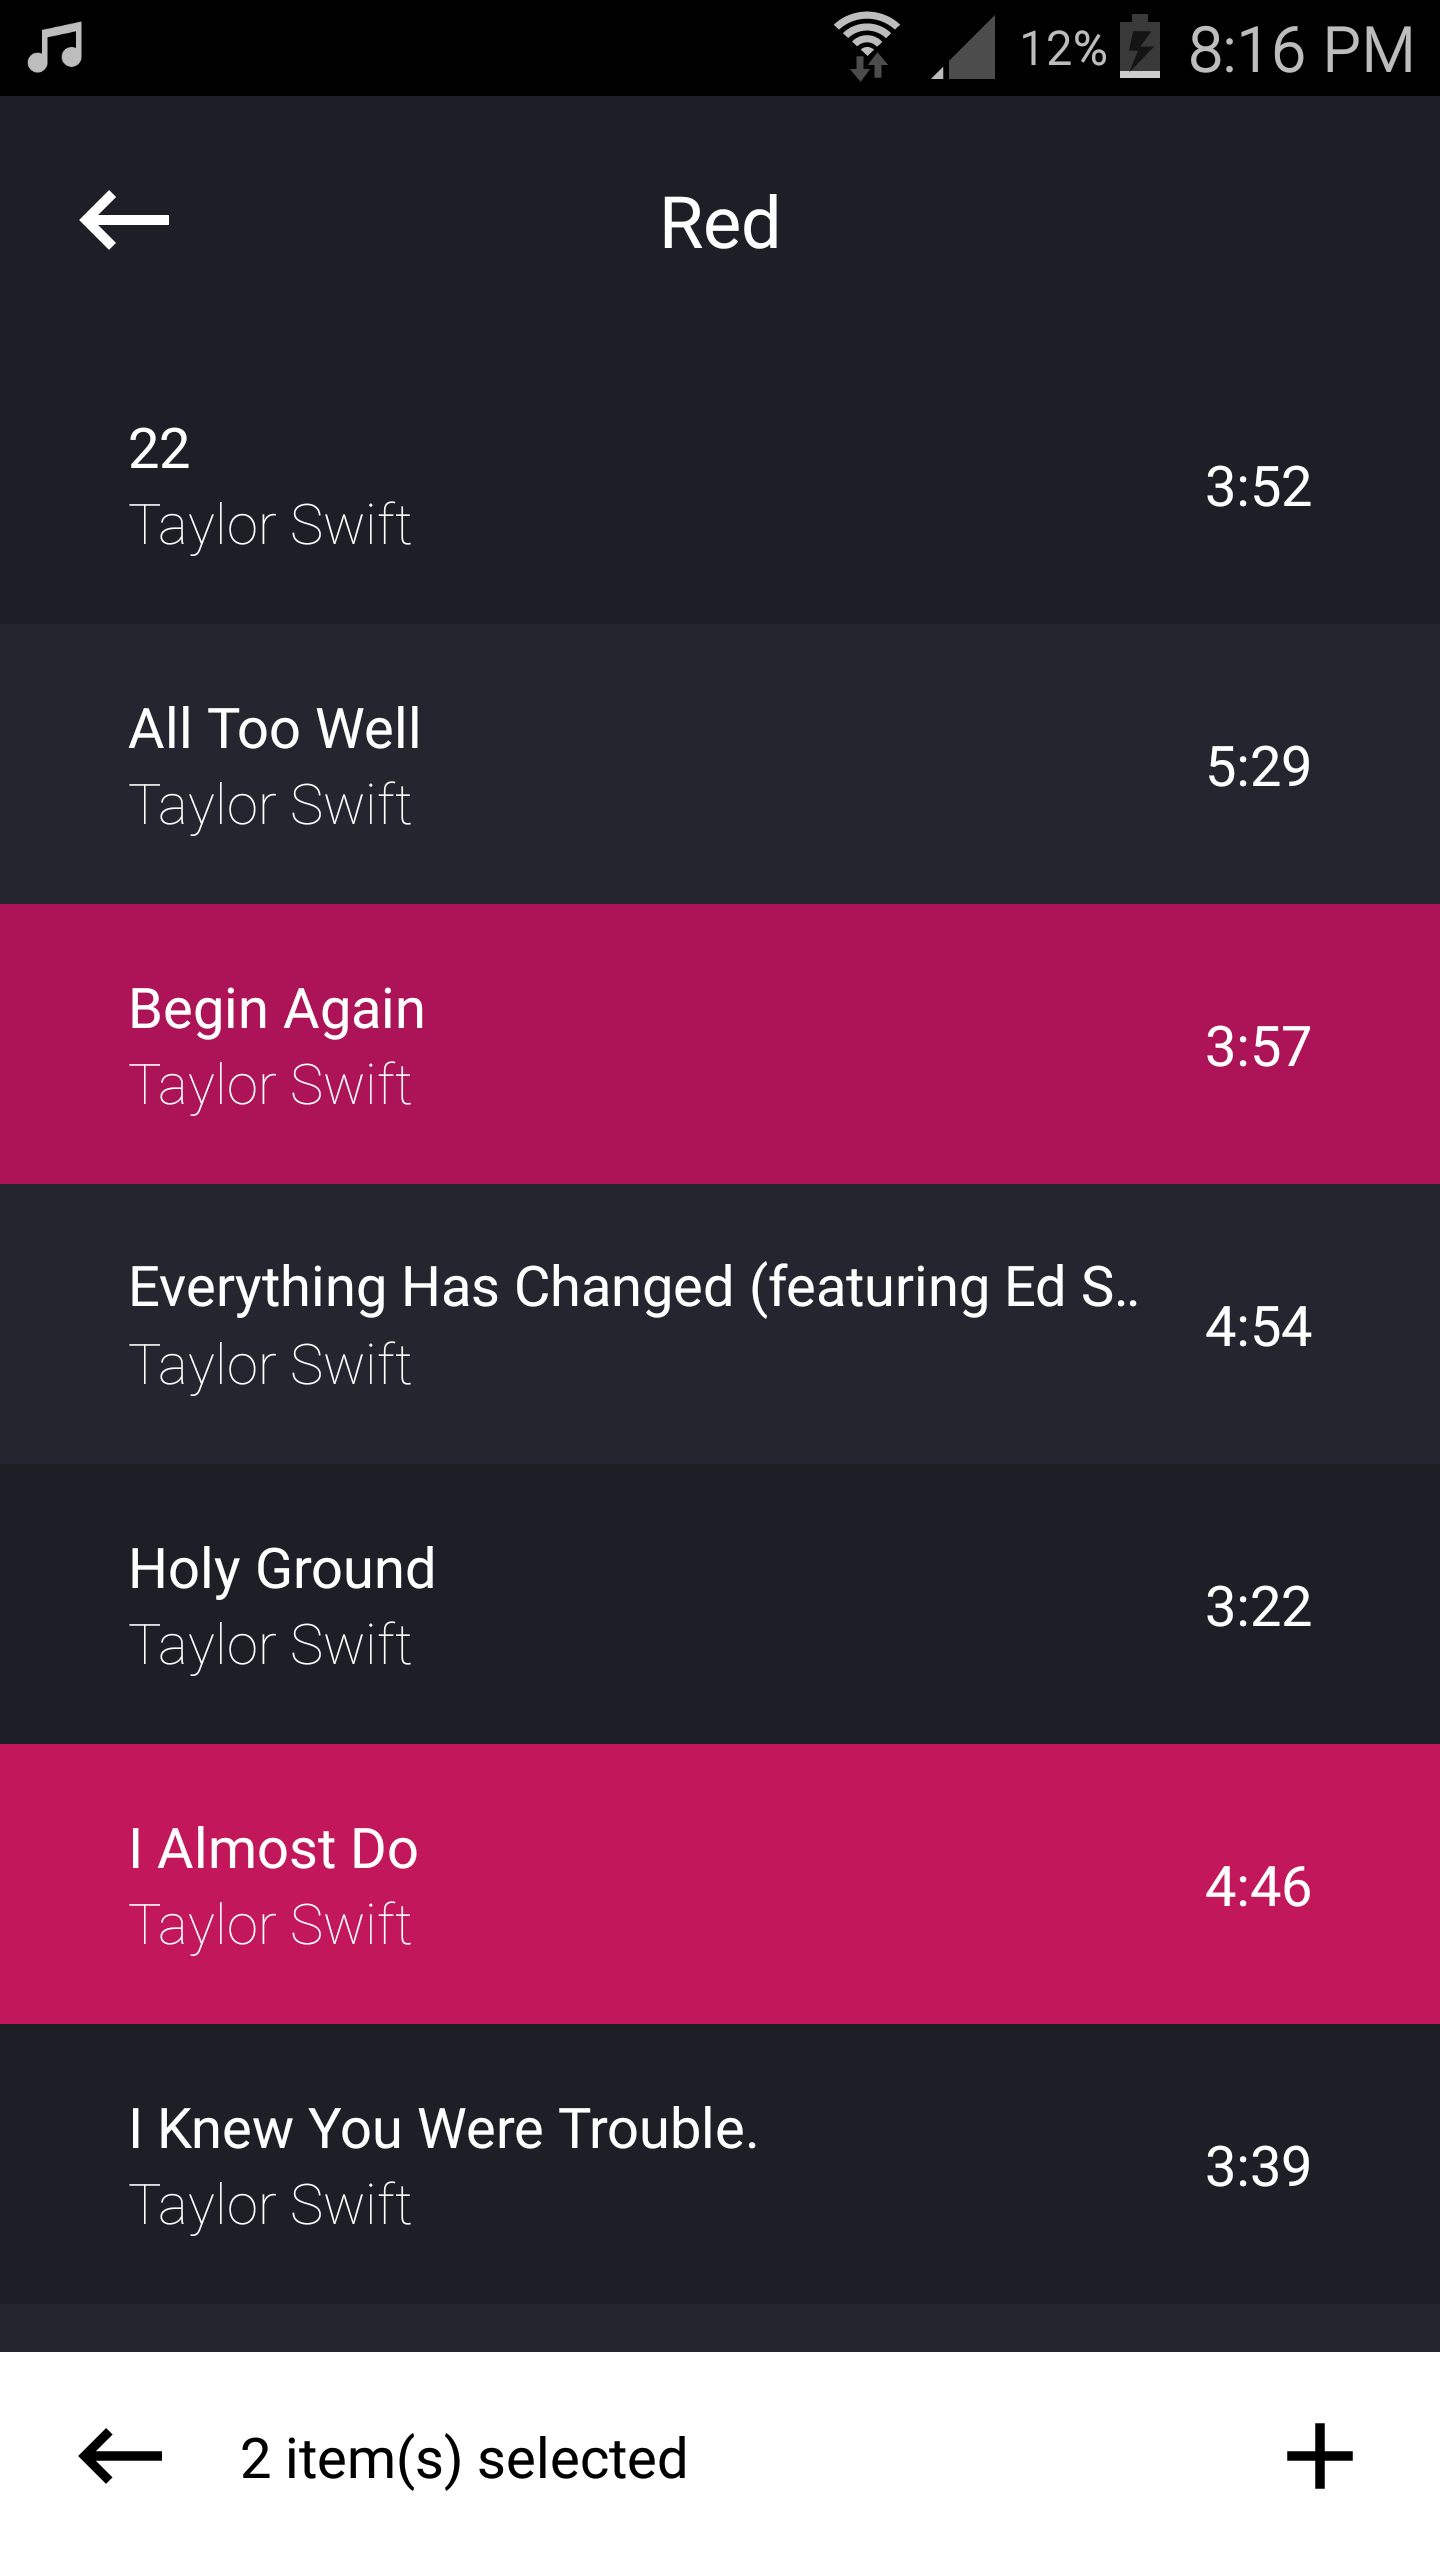 12% 8:16 PM
Red
22
Taylor Swift
3:52
All Too Well
Taylor Swift
5:29
Begin Again
Taylor Swift
3:57
Everything Has Changed (featuring Ed S..
Taylor Swift
4:54
Holy Ground
Taylor Swift
3:22
I Almost Do
Taylor Swift
4:46
I Knew You Were Trouble.
Taylor Swift
3:39
2 item(s) selected